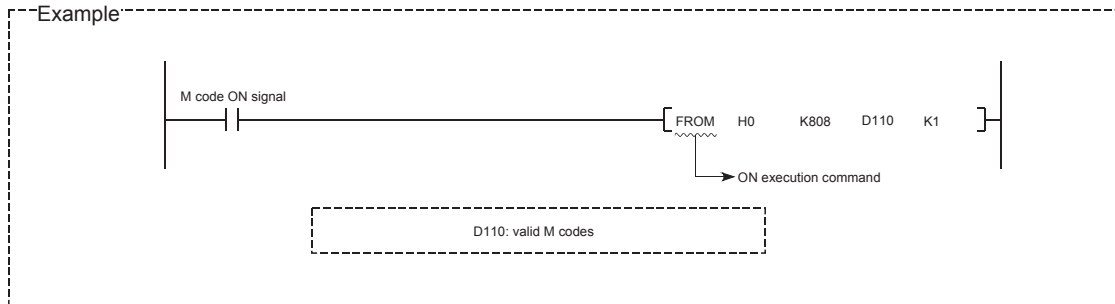 Example
M code ON signal
FROM H0 K808 D110 K1
ON execution command
D110: valid M codes